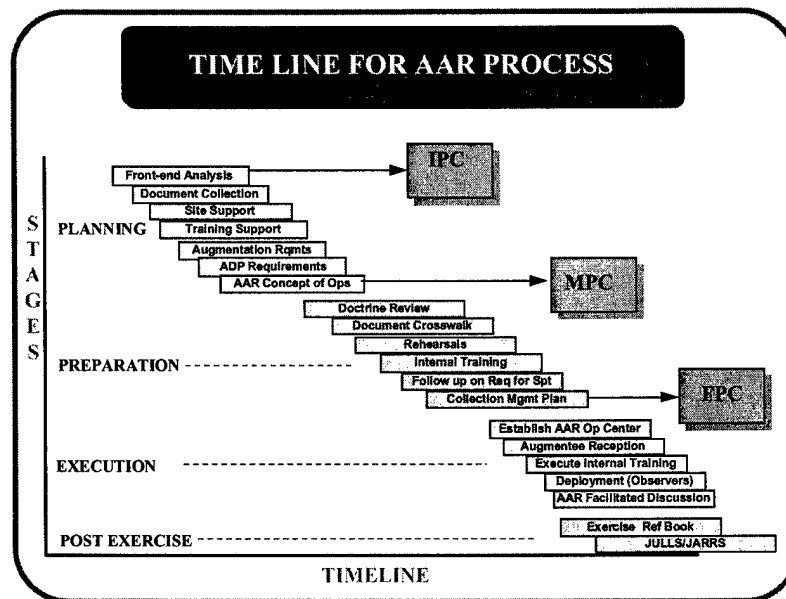 TIME LINE FOR AAR PROCESS
STAGES
PLANNING
Front-end Analysis
IPC
Document Collection
Site Support
Training Support
Augmentation Rqmts
ADP Requirements
AAR Concept of Ops
MPC
PREPARATION
Doctrine Review
Document Crosswalk
Rehearsals
Internal Training
Follow up on Req for Spt
Collection Mgmt Plan
FPC
EXECUTION
Establish AAR Op Center
Augmentee Reception
Execute Internal Training
Deployment (Observers)
AAR Facilitated Discussion
POST EXERCISE
Exercise Ref Book
JULLS/JARRS
TIMELINE